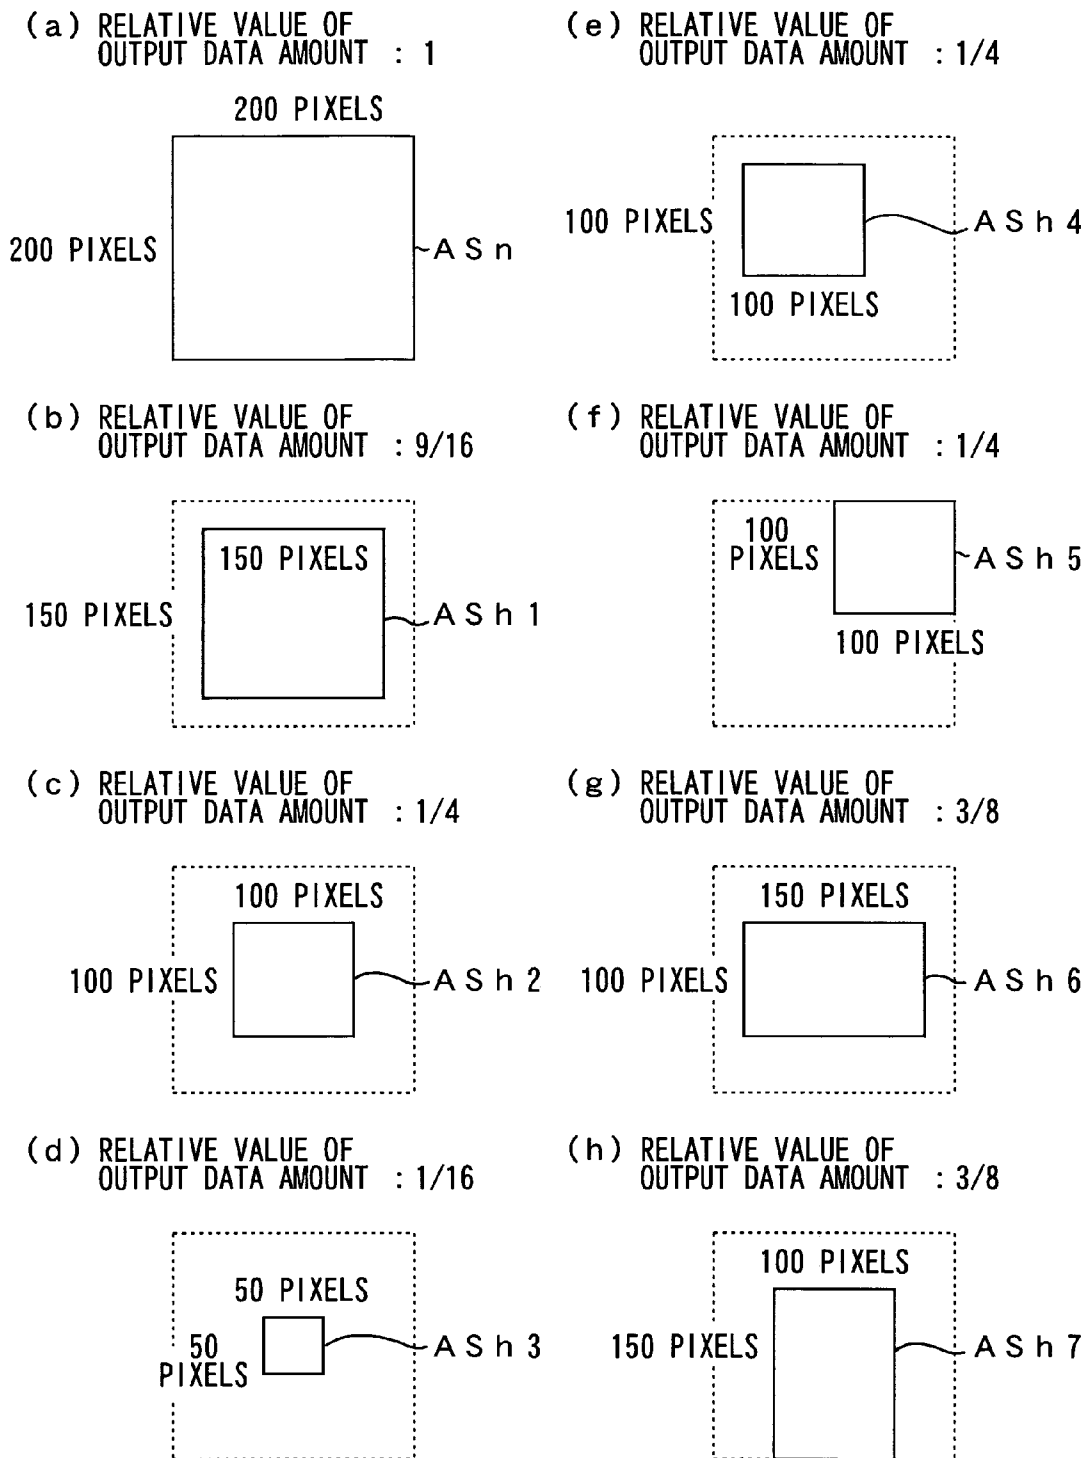 (a) RELATIVE VALUE OF
OUTPUT DATA AMOUNT : 1
200 PIXELS
200 PIXELS
ASn
(b) RELATIVE VALUE OF
OUTPUT DATA AMOUNT : 9/16
150 PIXELS
150 PIXELS
ASh1
(c) RELATIVE VALUE OF
OUTPUT DATA AMOUNT : 1/4
100 PIXELS
100 PIXELS
ASh2
(d) RELATIVE VALUE OF
OUTPUT DATA AMOUNT : 1/16
50 PIXELS
50
PIXELS
ASh3
(e) RELATIVE VALUE OF
OUTPUT DATA AMOUNT : 1/4
100 PIXELS
ASh4
100 PIXELS
(f) RELATIVE VALUE OF
OUTPUT DATA AMOUNT : 1/4
100
PIXELS
ASh5
100 PIXELS
(g) RELATIVE VALUE OF
OUTPUT DATA AMOUNT : 3/8
150 PIXELS
100 PIXELS
ASh6
(h) RELATIVE VALUE OF
OUTPUT DATA AMOUNT : 3/8
100 PIXELS
150 PIXELS
ASh7